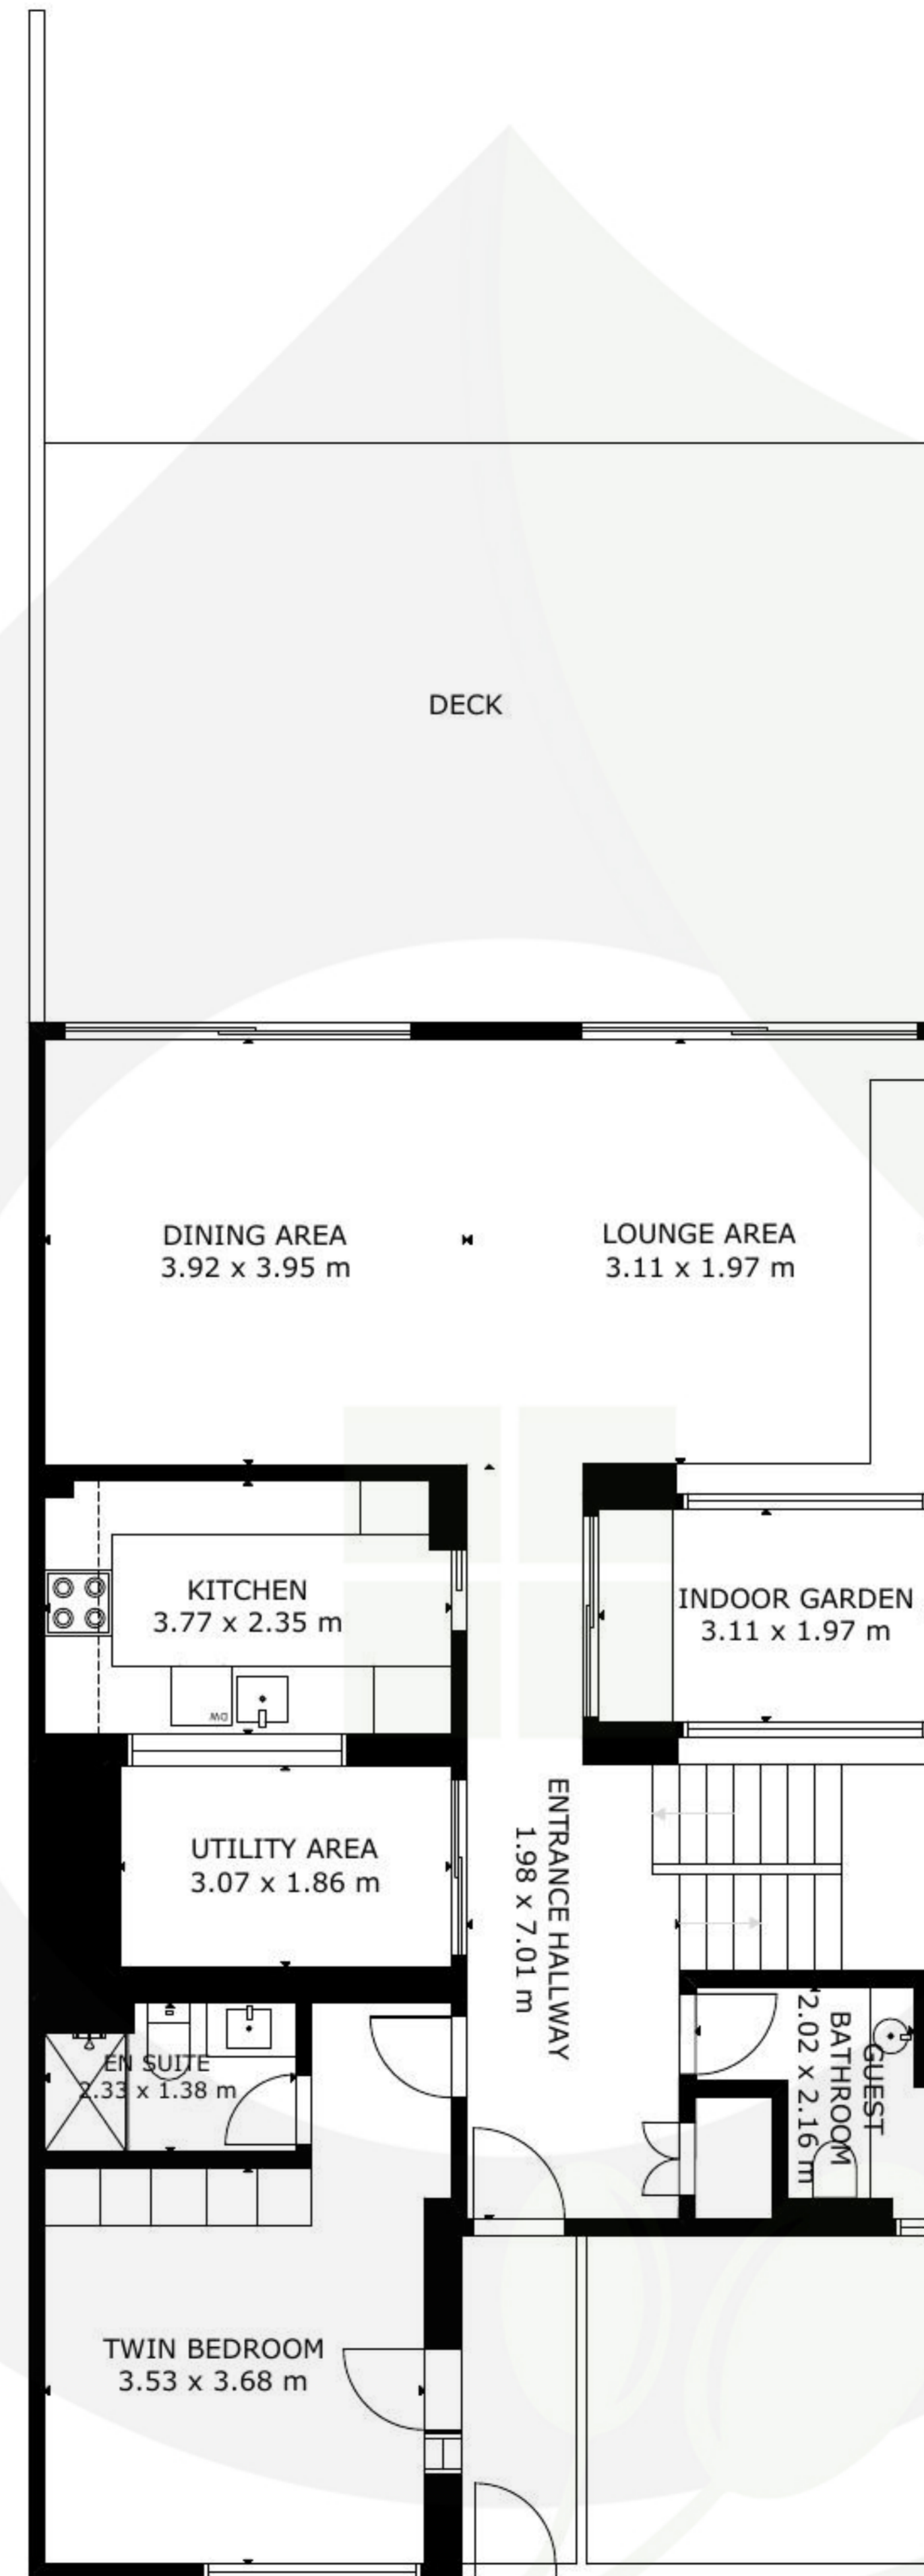 DECK
DINING AREA
3.92 x 3.95 m
LOUNGE AREA
3.11 x 1.97 m
KITCHEN
3.77 x 2.35 m
DW
INDOOR GARDEN
3.11 x 1.97 m
UTILITY AREA
3.07 x 1.86 m
ENTRANCE HALLWAY
1.98 x 7.01 m
EN SUITE
2.33 x 1.38 m
GUEST
BATHROOM
2.02 x 2.16 m
TWIN BEDROOM
3.53 x 3.68 m